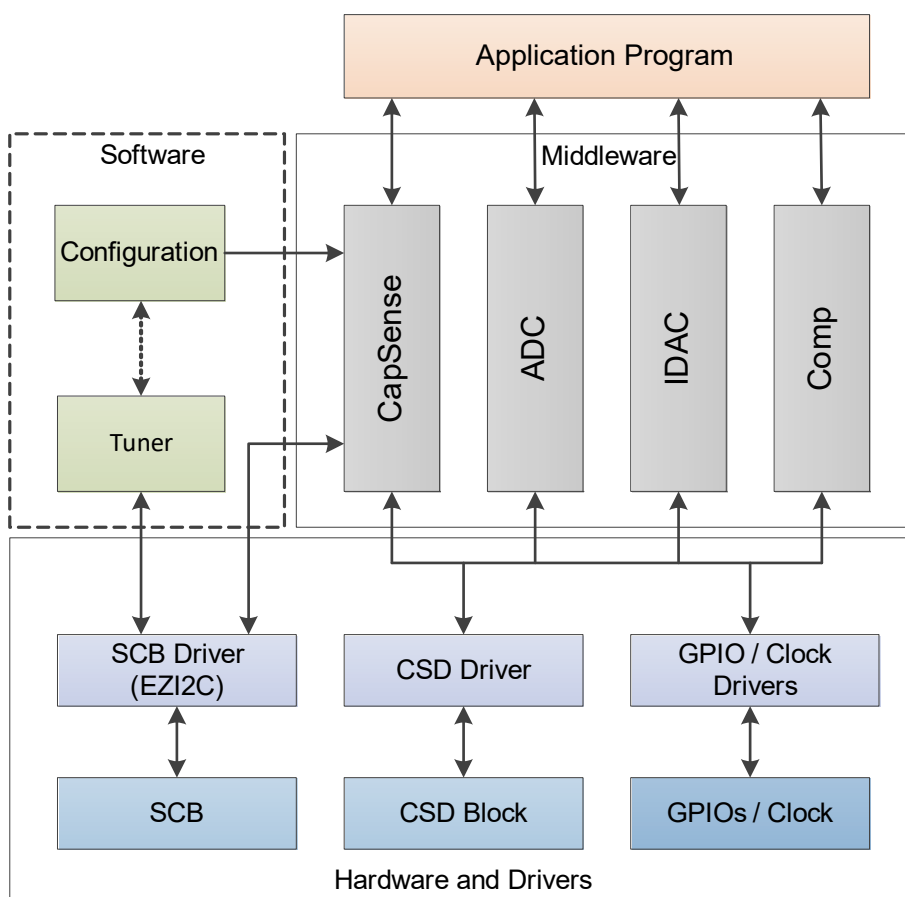 Application Program
Software
Middleware
Configuration
Tuner
CapSense
ADC
IDAC
Comp
SCB Driver
(EZI2C)
CSD Driver
GPIO / Clock
Drivers
SCB
CSD Block
GPIOs / Clock
Hardware and Drivers